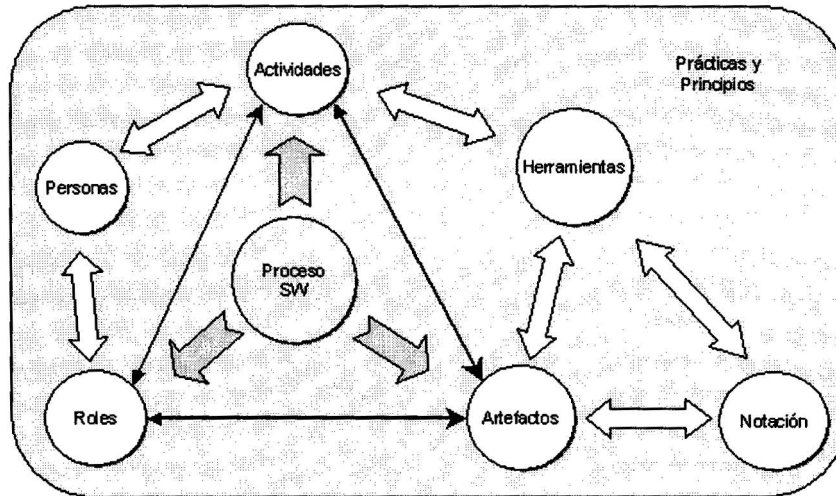 Actividades
Prácticas y
Principios
Personas
Herramientas
Proceso
SW
Roles
Artefactos
Notación